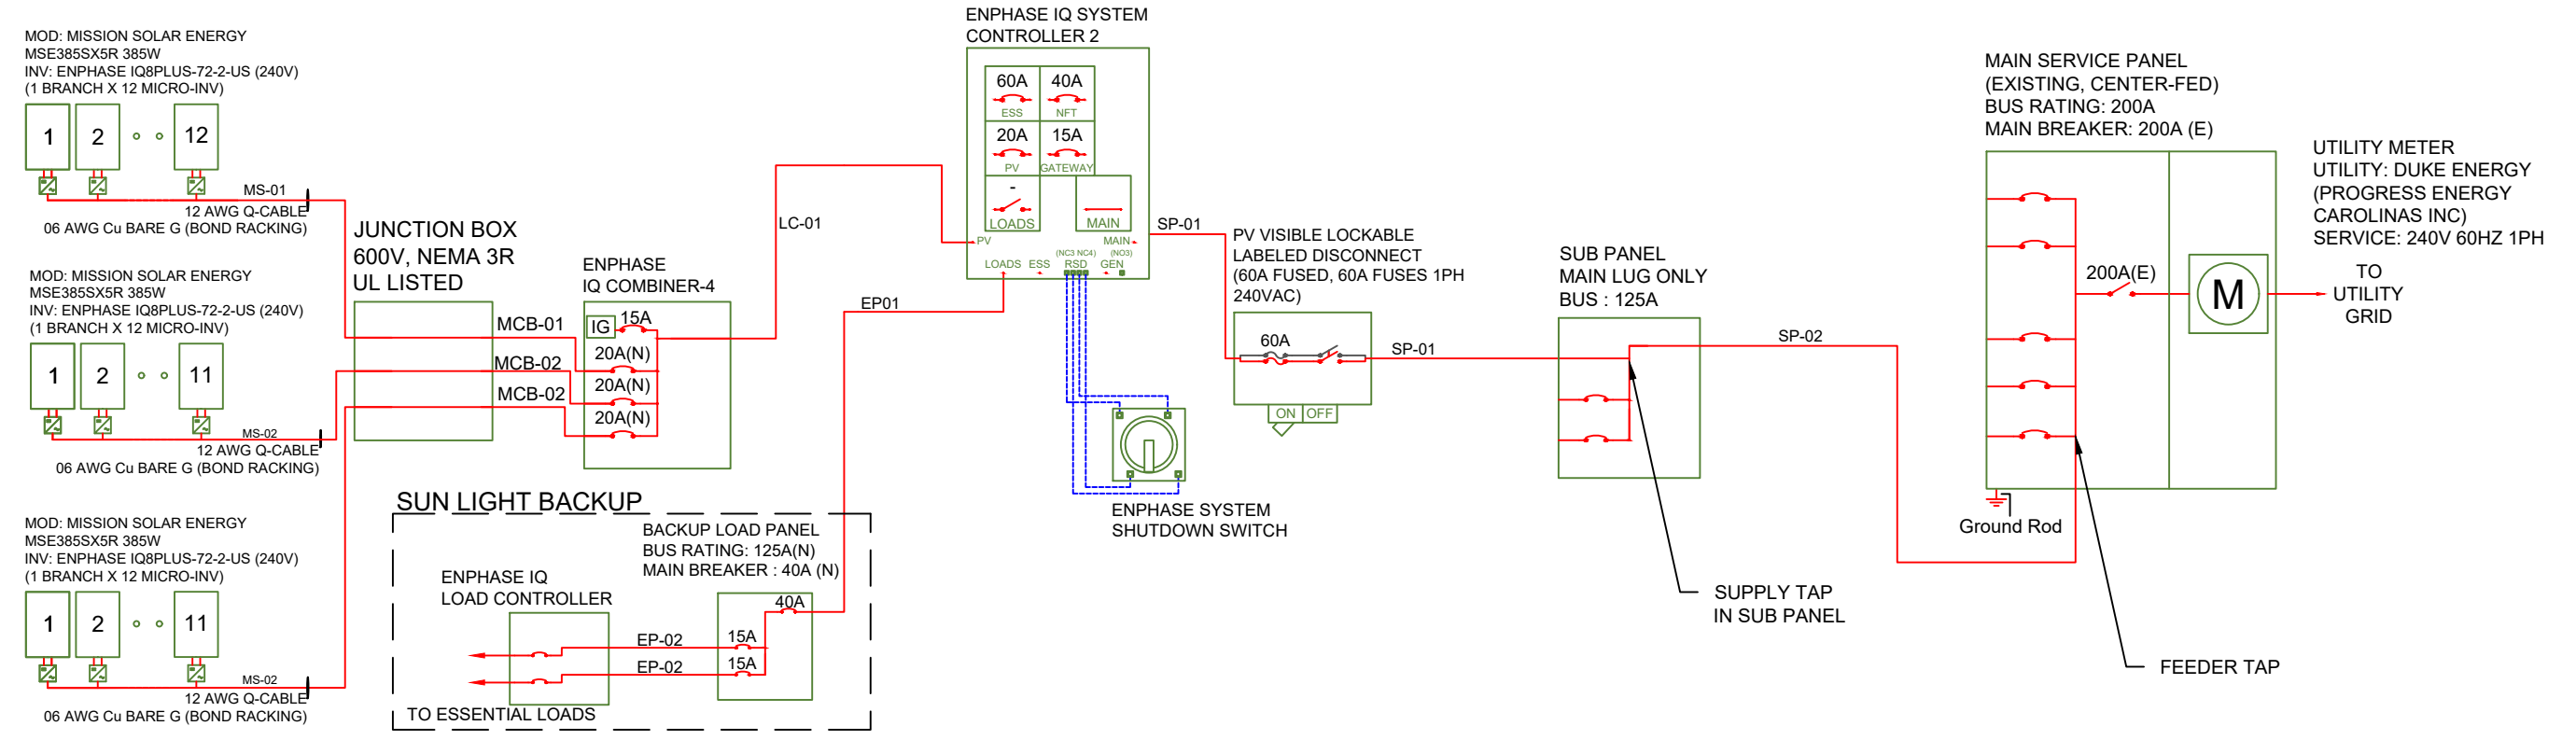 MOD: MISSION SOLAR ENERGY
MSE385SX5R 385W
INV: ENPHASE IQ8PLUS-72-2-US (240V)
(1 BRANCH X 12 MICRO-INV)
1
2
12
MS-01
12 AWG Q-CABLE
06 AWG Cu BARE G (BOND RACKING)
MOD: MISSION SOLAR ENERGY
MSE385SX5R 385W
INV: ENPHASE IQ8PLUS-72-2-US (240V)
(1 BRANCH X 12 MICRO-INV)
1
2
11
MS-02
12 AWG Q-CABLE
06 AWG Cu BARE G (BOND RACKING)
MOD: MISSION SOLAR ENERGY
MSE385SX5R 385W
INV: ENPHASE IQ8PLUS-72-2-US (240V)
(1 BRANCH X 12 MICRO-INV)
1
2
11
MS-02
12 AWG Q-CABLE
06 AWG Cu BARE G (BOND RACKING)
JUNCTION BOX
600V, NEMA 3R
UL LISTED
MCB-01
MCB-02
MCB-02
ENPHASE
IQ COMBINER-4
IG
15A
20A(N)
20A(N)
20A(N)
LC-01
SUN LIGHT BACKUP
BACKUP LOAD PANEL
BUS RATING: 125A(N)
MAIN BREAKER : 40A (N)
ENPHASE IQ
LOAD CONTROLLER
40A
EP-02
15A
EP-02
15A
TO ESSENTIAL LOADS
EP01
ENPHASE IQ SYSTEM
CONTROLLER 2
60A
ESS
40A
NFT
20A
PV
15A
GATEWAY
-
LOADS
MAIN
PV
MAIN
(NC3 NC4)
(NO3)
LOADS
ESS
RSD
GEN
SP-01
ENPHASE SYSTEM
SHUTDOWN SWITCH
PV VISIBLE LOCKABLE
LABELED DISCONNECT
(60A FUSED, 60A FUSES 1PH
240VAC)
60A
ON
OFF
SP-01
SUB PANEL
MAIN LUG ONLY
BUS : 125A
SP-02
SUPPLY TAP
IN SUB PANEL
MAIN SERVICE PANEL
(EXISTING, CENTER-FED)
BUS RATING: 200A
MAIN BREAKER: 200A (E)
200A(E)
M
Ground Rod
FEEDER TAP
UTILITY METER
UTILITY: DUKE ENERGY
(PROGRESS ENERGY
CAROLINAS INC)
SERVICE: 240V 60HZ 1PH
TO
UTILITY
GRID